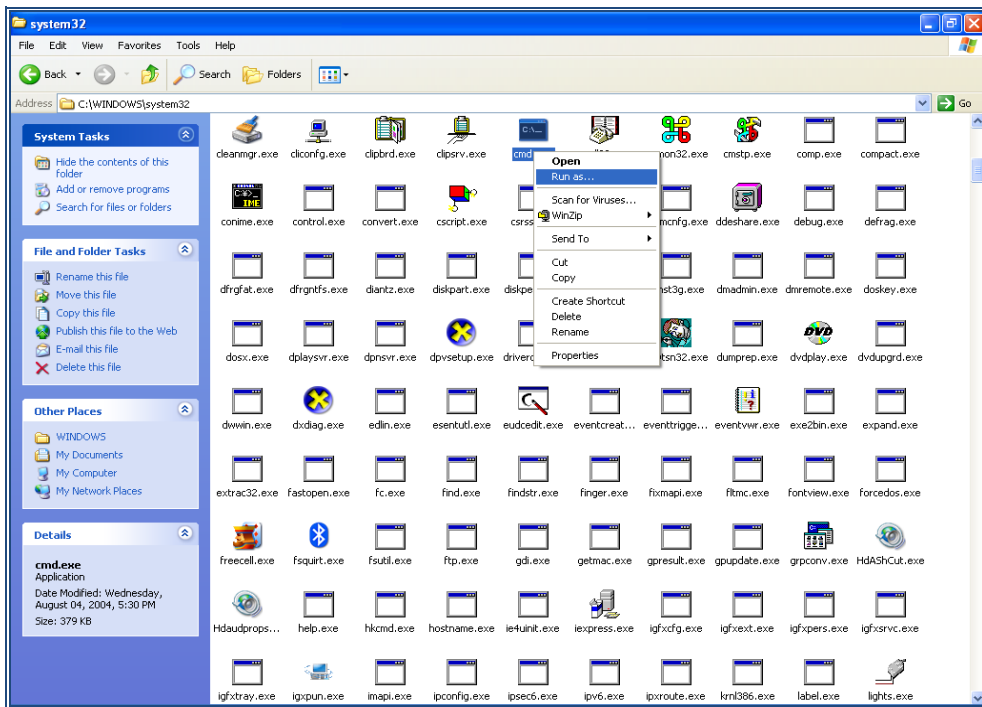 system32
File Edit View Favorites Tools Help
Back Search Folders
Address C:\WINDOWS\system32 Go
System Tasks
Hide the contents of this
folder
Add or remove programs
Search for files or folders
File and Folder Tasks
Rename this file
Move this file
Copy this file
Publish this file to the Web
E-mail this file
Delete this file
Other Places
WINDOWS
My Documents
My Computer
My Network Places
Details
cmd.exe
Application
Date Modified: Wednesday,
August 04, 2004, 5:30 PM
Size: 379 KB
cleanmgr.exe cliconfg.exe clipbrd.exe clipsrv.exe cmd mon32.exe cmstp.exe comp.exe compact.exe
conime.exe control.exe convert.exe cscript.exe csrss mcnfg.exe ddeshare.exe debug.exe defrag.exe
dfrgfat.exe dfrgntfs.exe diantz.exe diskpart.exe diskpe nst3g.exe dmadmin.exe dmremote.exe doskey.exe
dosx.exe dplaysvr.exe dpnsvr.exe dpvsetup.exe driverq tsn32.exe dumprep.exe dvdplay.exe dvdupgrd.exe
dwwin.exe dxdiag.exe edlin.exe esentutl.exe eudcedit.exe eventcreat... eventtrigge... eventvwr.exe exe2bin.exe expand.exe
extrac32.exe fastopen.exe fc.exe find.exe findstr.exe finger.exe fixmapi.exe fltmc.exe fontview.exe forcedos.exe
freecell.exe fsquirt.exe fsutil.exe ftp.exe gdi.exe getmac.exe gpresult.exe gpupdate.exe grpconv.exe HdAShCut.exe
Hdaudprops... help.exe hkcmd.exe hostname.exe ie4uinit.exe iexpress.exe igfxcfg.exe igfxext.exe igfxpers.exe igfxsrvc.exe
igfxtray.exe igxpun.exe imapi.exe ipconfig.exe ipsec6.exe ipv6.exe ipxroute.exe krnl386.exe label.exe lights.exe
Open
Run as...
Scan for Viruses...
WinZip
Send To
Cut
Copy
Create Shortcut
Delete
Rename
Properties